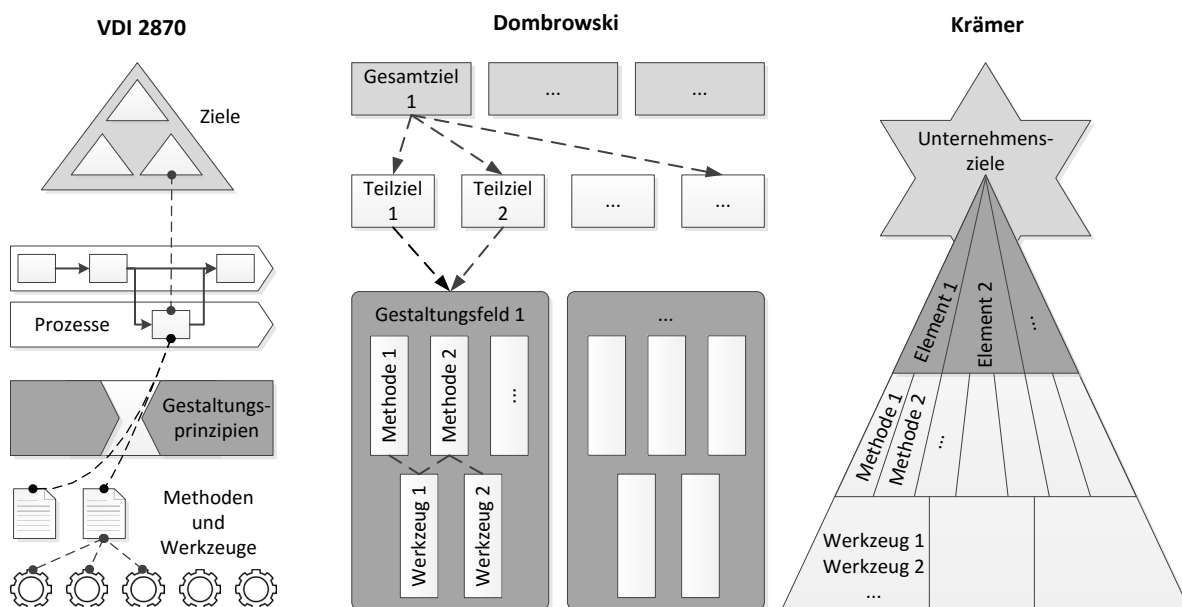 VDI 2870
Ziele
Prozesse
Gestaltungs-
prinzipien
Methoden
und
Werkzeuge
Dombrowski
Gesamtziel
1
...
...
Teilziel
1
Teilziel
2
...
...
Gestaltungsfeld 1
Methode 1
Methode 2
...
Werkzeug 1
Werkzeug 2
...
Krämer
Unternehmens-
ziele
Element 1
Element 2
...
Methode 1
Methode 2
...
Werkzeug 1
Werkzeug 2
...